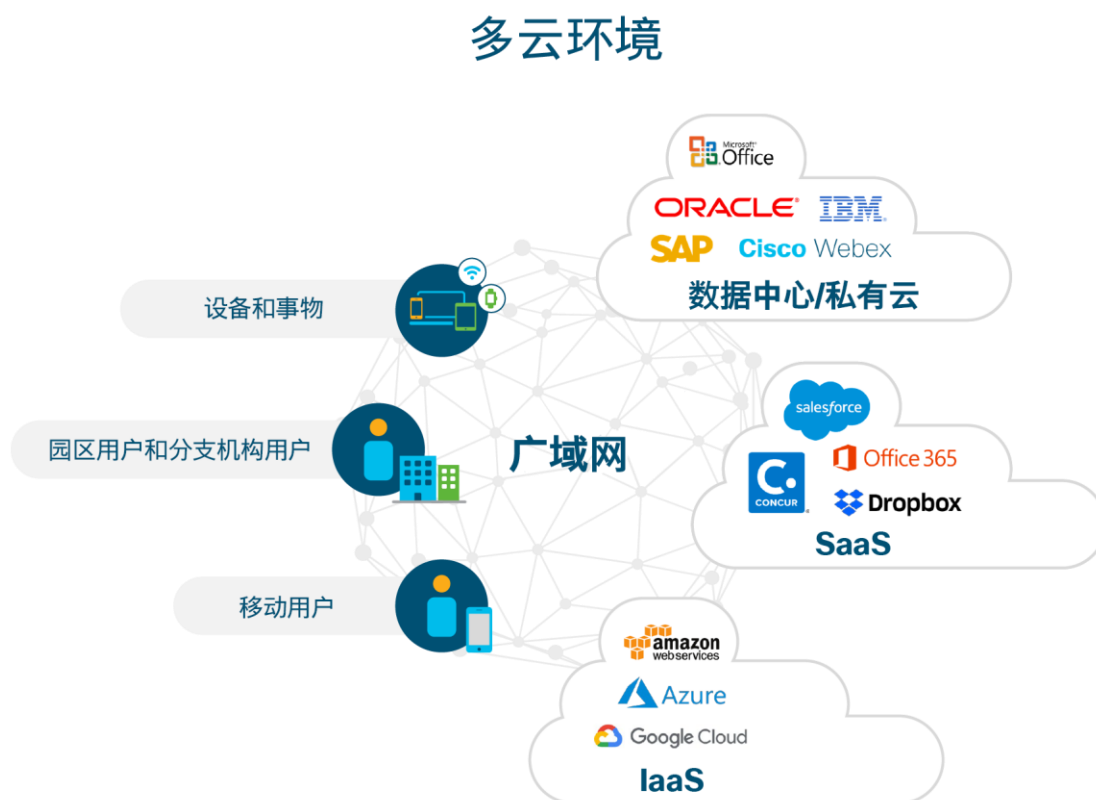 多云环境
Microsoft®
Office
ORACLE® IBM®
SAP Cisco Webex
数据中心/私有云
设备和事物
园区用户和分支机构用户
移动用户
广域网
salesforce
C.
CONCUR®
Office 365
Dropbox
SaaS
amazon
webservices
Azure
Google Cloud
IaaS